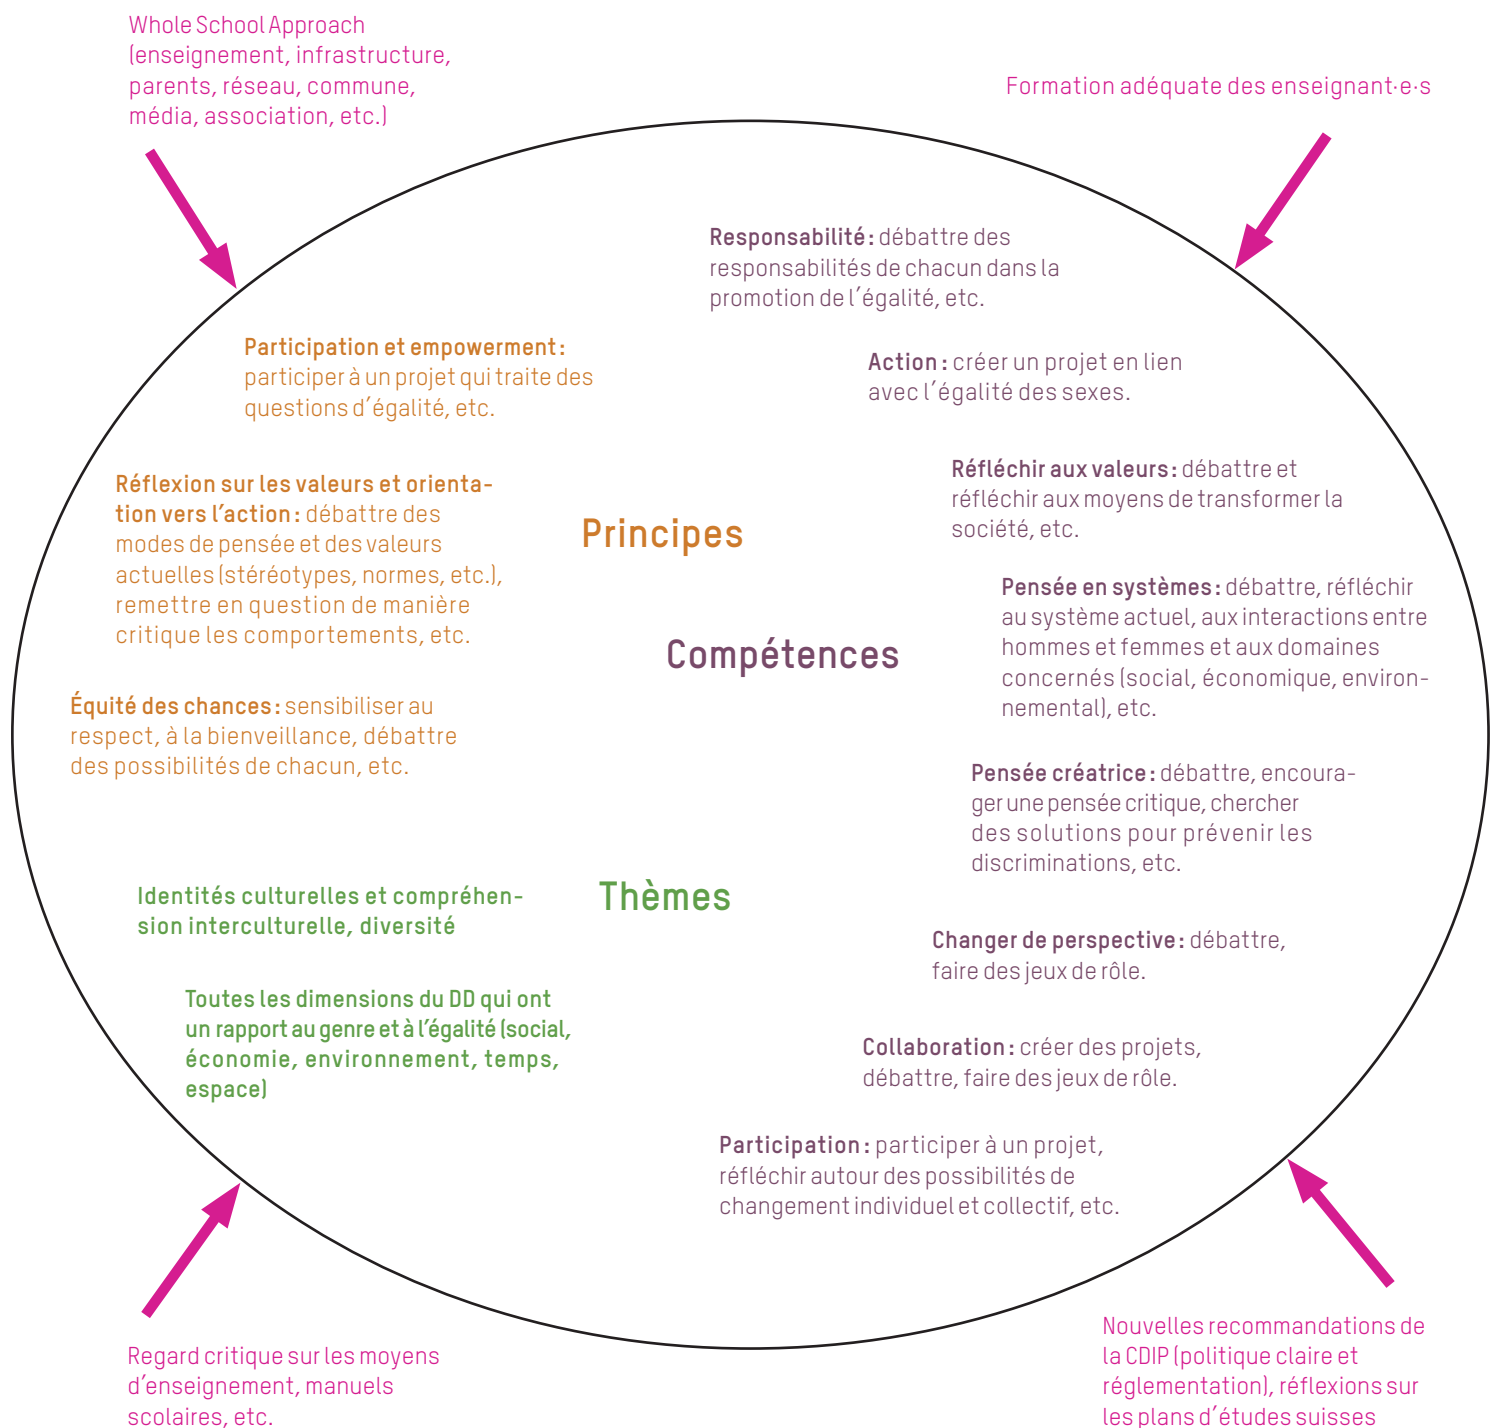 Whole School Approach
(enseignement, infrastructure,
parents, réseau, commune,
média, association, etc.)
Formation adéquate des enseignant·e·s
Responsabilité : débattre des
responsabilités de chacun dans la
promotion de l’égalité, etc.
Participation et empowerment :
participer à un projet qui traite des
questions d’égalité, etc.
Action : créer un projet en lien
avec l’égalité des sexes.
Réflexion sur les valeurs et orienta-
tion vers l’action : débattre des
modes de pensée et des valeurs
actuelles (stéréotypes, normes, etc.),
remettre en question de manière
critique les comportements, etc.
Principes
Réfléchir aux valeurs : débattre et
réfléchir aux moyens de transformer la
société, etc.
Pensée en systèmes : débattre, réfléchir
au système actuel, aux interactions entre
hommes et femmes et aux domaines
concernés (social, économique, environ-
nemental), etc.
Compétences
Équité des chances : sensibiliser au
respect, à la bienveillance, débattre
des possibilités de chacun, etc.
Pensée créatrice : débattre, encoura-
ger une pensée critique, chercher
des solutions pour prévenir les
discriminations, etc.
Thèmes
Identités culturelles et compréhen-
sion interculturelle, diversité
Changer de perspective : débattre,
faire des jeux de rôle.
Toutes les dimensions du DD qui ont
un rapport au genre et à l’égalité (social,
économie, environnement, temps,
espace)
Collaboration : créer des projets,
débattre, faire des jeux de rôle.
Participation : participer à un projet,
réfléchir autour des possibilités de
changement individuel et collectif, etc.
Regard critique sur les moyens
d’enseignement, manuels
scolaires, etc.
Nouvelles recommandations de
la CDIP (politique claire et
réglementation), réflexions sur
les plans d’études suisses